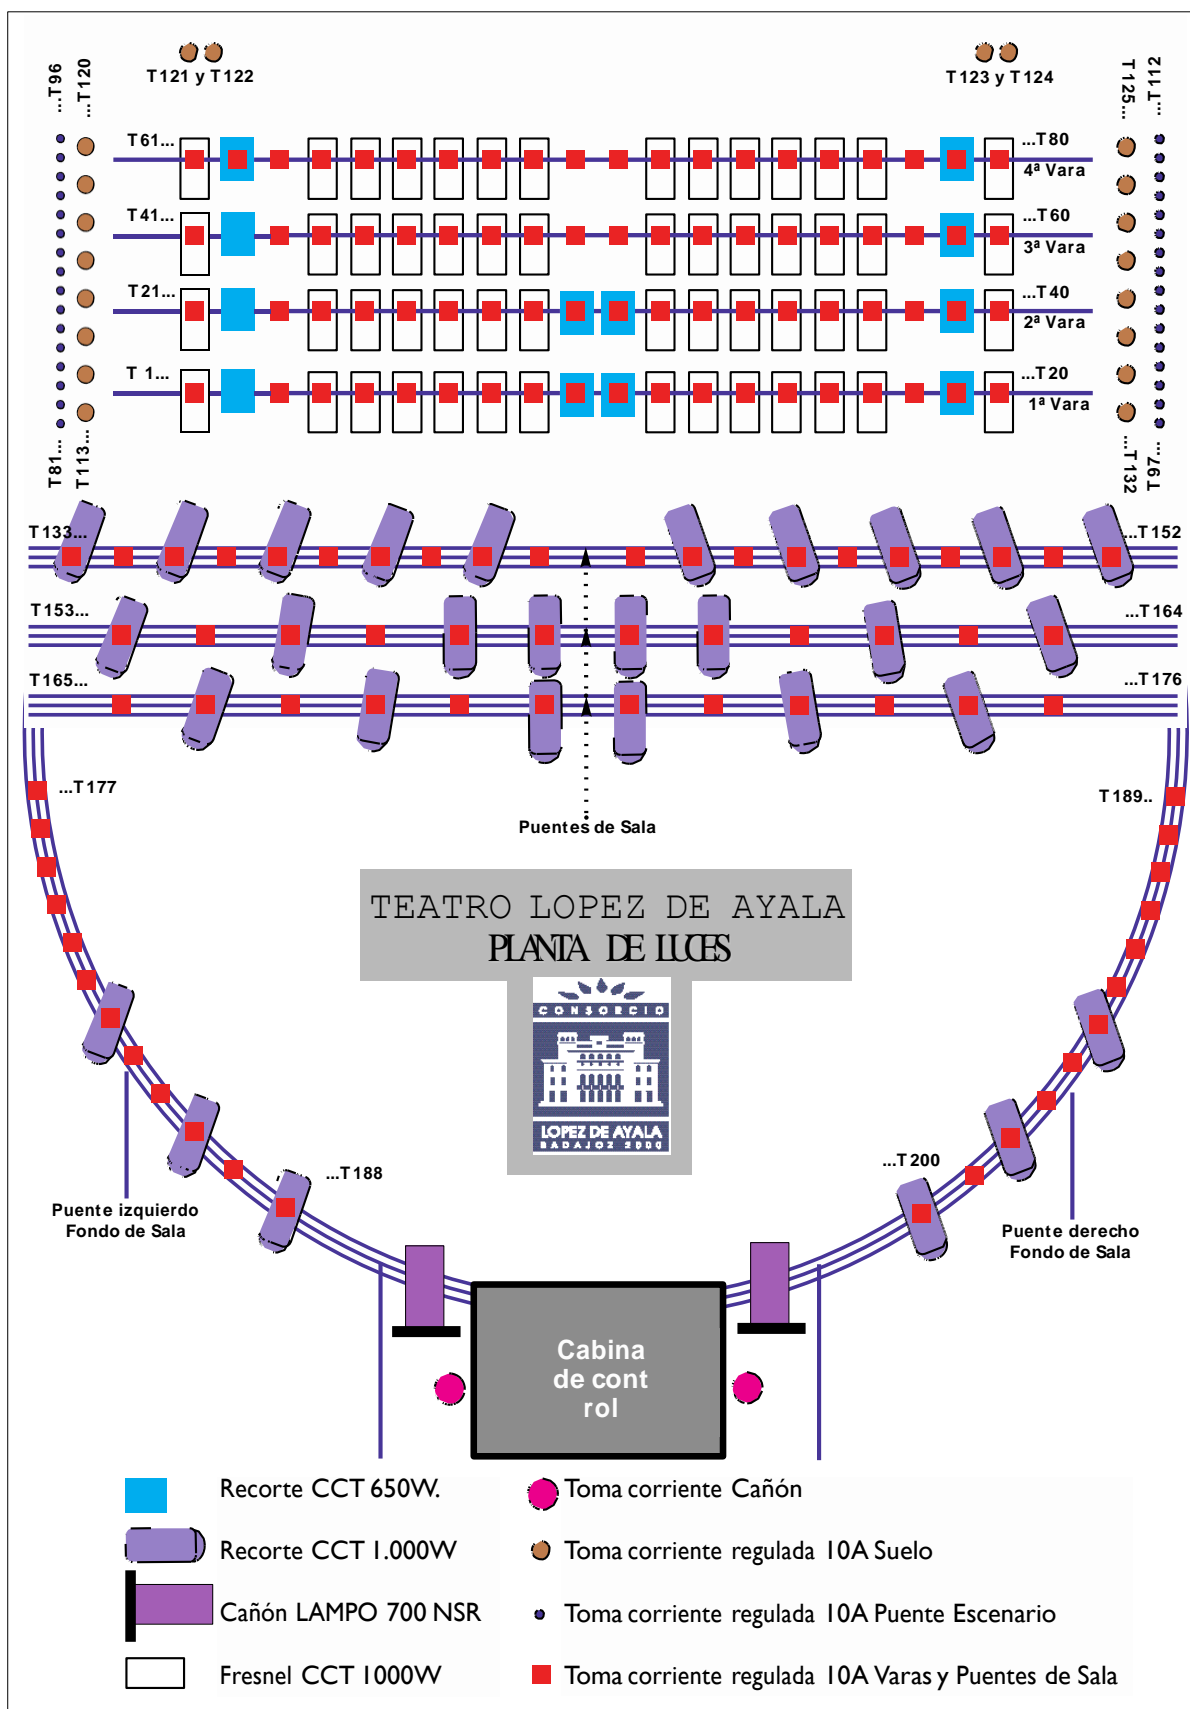 T121 y T122
T123 y T124
...T96
...T120
T125...
...T112
T61...
...T80
4ª Vara
T41...
...T60
3ª Vara
T21...
...T40
2ª Vara
T 1...
...T20
1ª Vara
T81...
T113...
...T132
T97...
T133...
...T152
T153...
...T164
T165...
...T176
...T177
T189..
Puentes de Sala
TEATRO LOPEZ DE AYALA
PLANTA DE LUCES
CONSORCIO
LOPEZ DE AYALA
BADAJOZ 2000
...T188
...T200
Puente izquierdo
Fondo de Sala
Puente derecho
Fondo de Sala
Cabina
de cont
rol
Recorte CCT 650W.
Toma corriente Cañón
Recorte CCT 1.000W
Toma corriente regulada 10A Suelo
Cañón LAMPO 700 NSR
Toma corriente regulada 10A Puente Escenario
Fresnel CCT 1000W
Toma corriente regulada 10A Varas y Puentes de Sala